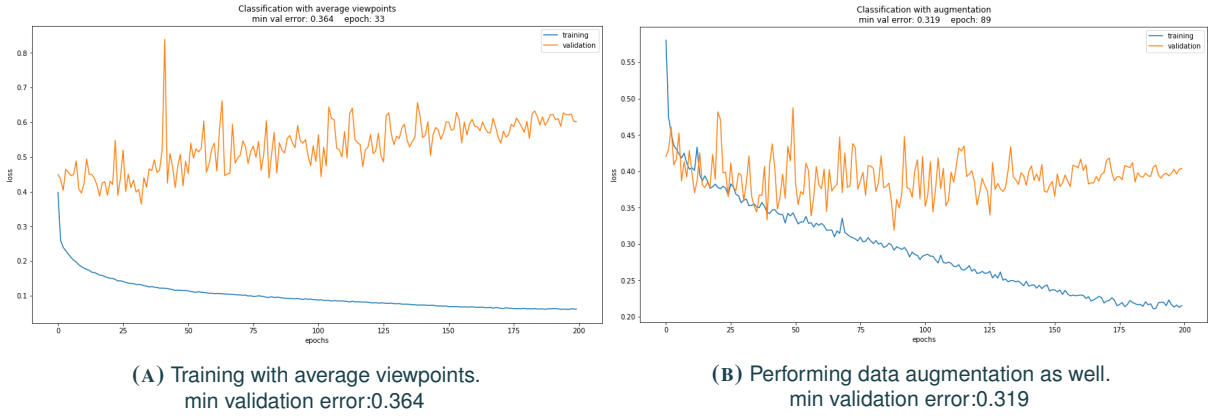 Classification with average viewpoints
min val error: 0.364 epoch: 33
training
validation
loss
0.8
0.7
0.6
0.5
0.4
0.3
0.2
0.1
0 25 50 75 100 125 150 175 200
epochs
(A) Training with average viewpoints.
min validation error:0.364
Classification with augmentation
min val error: 0.319 epoch: 89
training
validation
loss
0.55
0.50
0.45
0.40
0.35
0.30
0.25
0.20
0 25 50 75 100 125 150 175 200
epochs
(B) Performing data augmentation as well.
min validation error:0.319